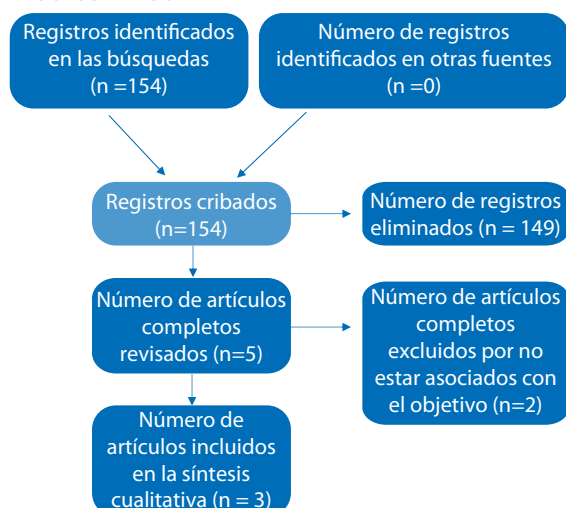 Registros identificados
en las búsquedas
(n =154)
Número de registros
identificados en otras fuentes
(n =0)
Registros cribados
(n=154)
Número de registros
eliminados (n = 149)
Número de artículos
completos
revisados (n=5)
Número de artículos
completos
excluidos por no
estar asociados con
el objetivo (n=2)
Número de
artículos incluidos
en la síntesis
cualitativa (n = 3)